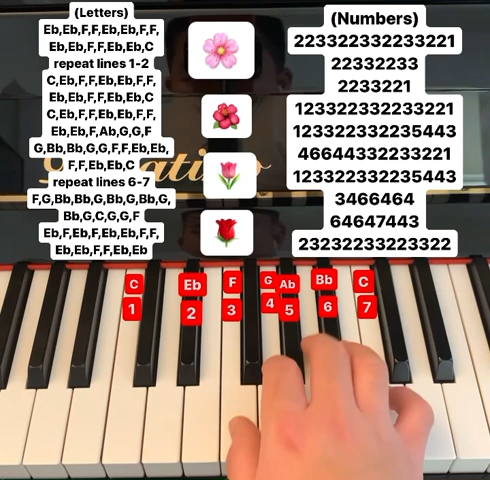 (Letters)
Eb,Eb,F,F,Eb,Eb,F,F,
Eb,Eb,F,F,Eb,Eb,C
repeat lines 1-2
C,Eb,F,F,Eb,Eb,F,F,
Eb,Eb,F,F,Eb,Eb,C
C,Eb,F,F,Eb,Eb,F,F,
Eb,Eb,F,Ab,G,G,F
G,Bb,Bb,G,G,F,F,Eb,Eb,
F,F,Eb,Eb,C
repeat lines 6-7
F,G,Bb,Bb,G,Bb,G,Bb,G,
Bb,G,C,G,G,F
Eb,F,Eb,F,Eb,Eb,F,F,
Eb,Eb,F,F,Eb,Eb
(Numbers)
223322332233221
22332233
2233221
1233322332233221
123322332235443
46644332233221
123322332235443
3466464
64647443
23232233223322
C Eb F G Ab Bb C
1 2 3 4 5 6 7